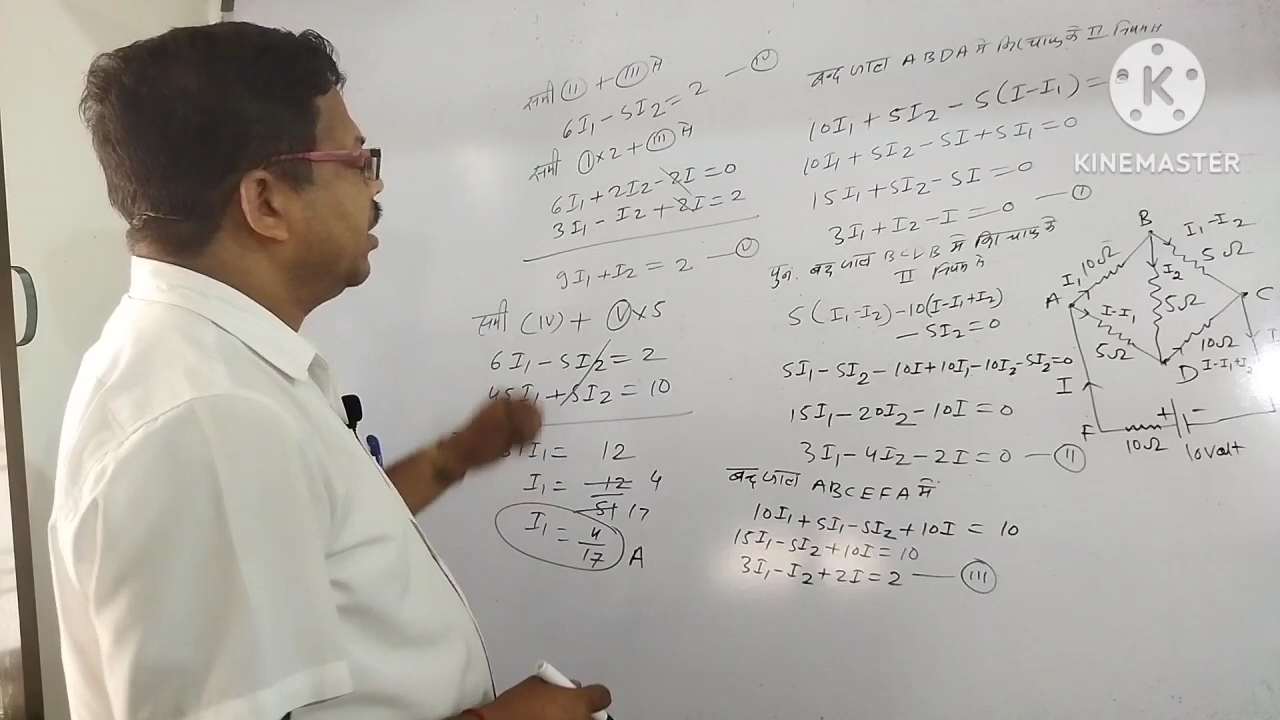 समी (II) + (III) से
6I₁ - 5I₂ = 2 — (IV)
समी (I)×2 + (III) से
6I₁ + 2I₂ - 2I = 0
3I₁ - I₂ + 2I = 2
9I₁ + I₂ = 2 — (V)
समी (IV) + (V)×5
6I₁ - 5I₂ = 2
45I₁ + 5I₂ = 10
I₁ = 12
I₁ = 12 4
51 17
I₁ = 4/17 A
बन्द जाल ABDA में किरचाफ के II नियम
10I₁ + 5I₂ - 5(I - I₁) =
10I₁ + 5I₂ - 5I + 5I₁ = 0
15I₁ + 5I₂ - 5I = 0
3I₁ + I₂ - I = 0 — (I)
पुनः बन्द जाल BCDB में किरचाफ के
II नियम से
5(I₁ - I₂) - 10(I - I₁ + I₂)
- 5I₂ = 0
5I₁ - 5I₂ - 10I + 10I₁ - 10I₂ - 5I₂ = 0
15I₁ - 20I₂ - 10I = 0
3I₁ - 4I₂ - 2I = 0 — (II)
बन्द जाल ABCEFA में
10I₁ + 5I₁ - 5I₂ + 10I = 10
15I₁ - 5I₂ + 10I = 10
3I₁ - I₂ + 2I = 2 — (III)
B
I₁ - I₂
I₁ 10Ω
I₂
5Ω
A
C
I - I₁
5Ω
5Ω
10Ω
D
I - I₁ + I₂
I
F
+ -
10Ω
10 Volt
K
KINEMASTER